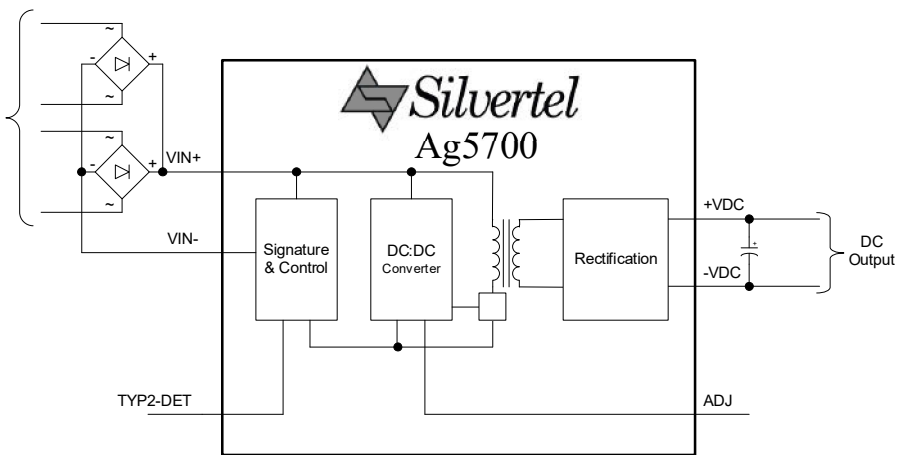 ~
- +
~
~
- +
~
VIN+
VIN-
Silvertel
Ag5700
Signature
& Control
DC:DC
Converter
Rectification
+VDC
+
-VDC
DC
Output
TYP2-DET
ADJ